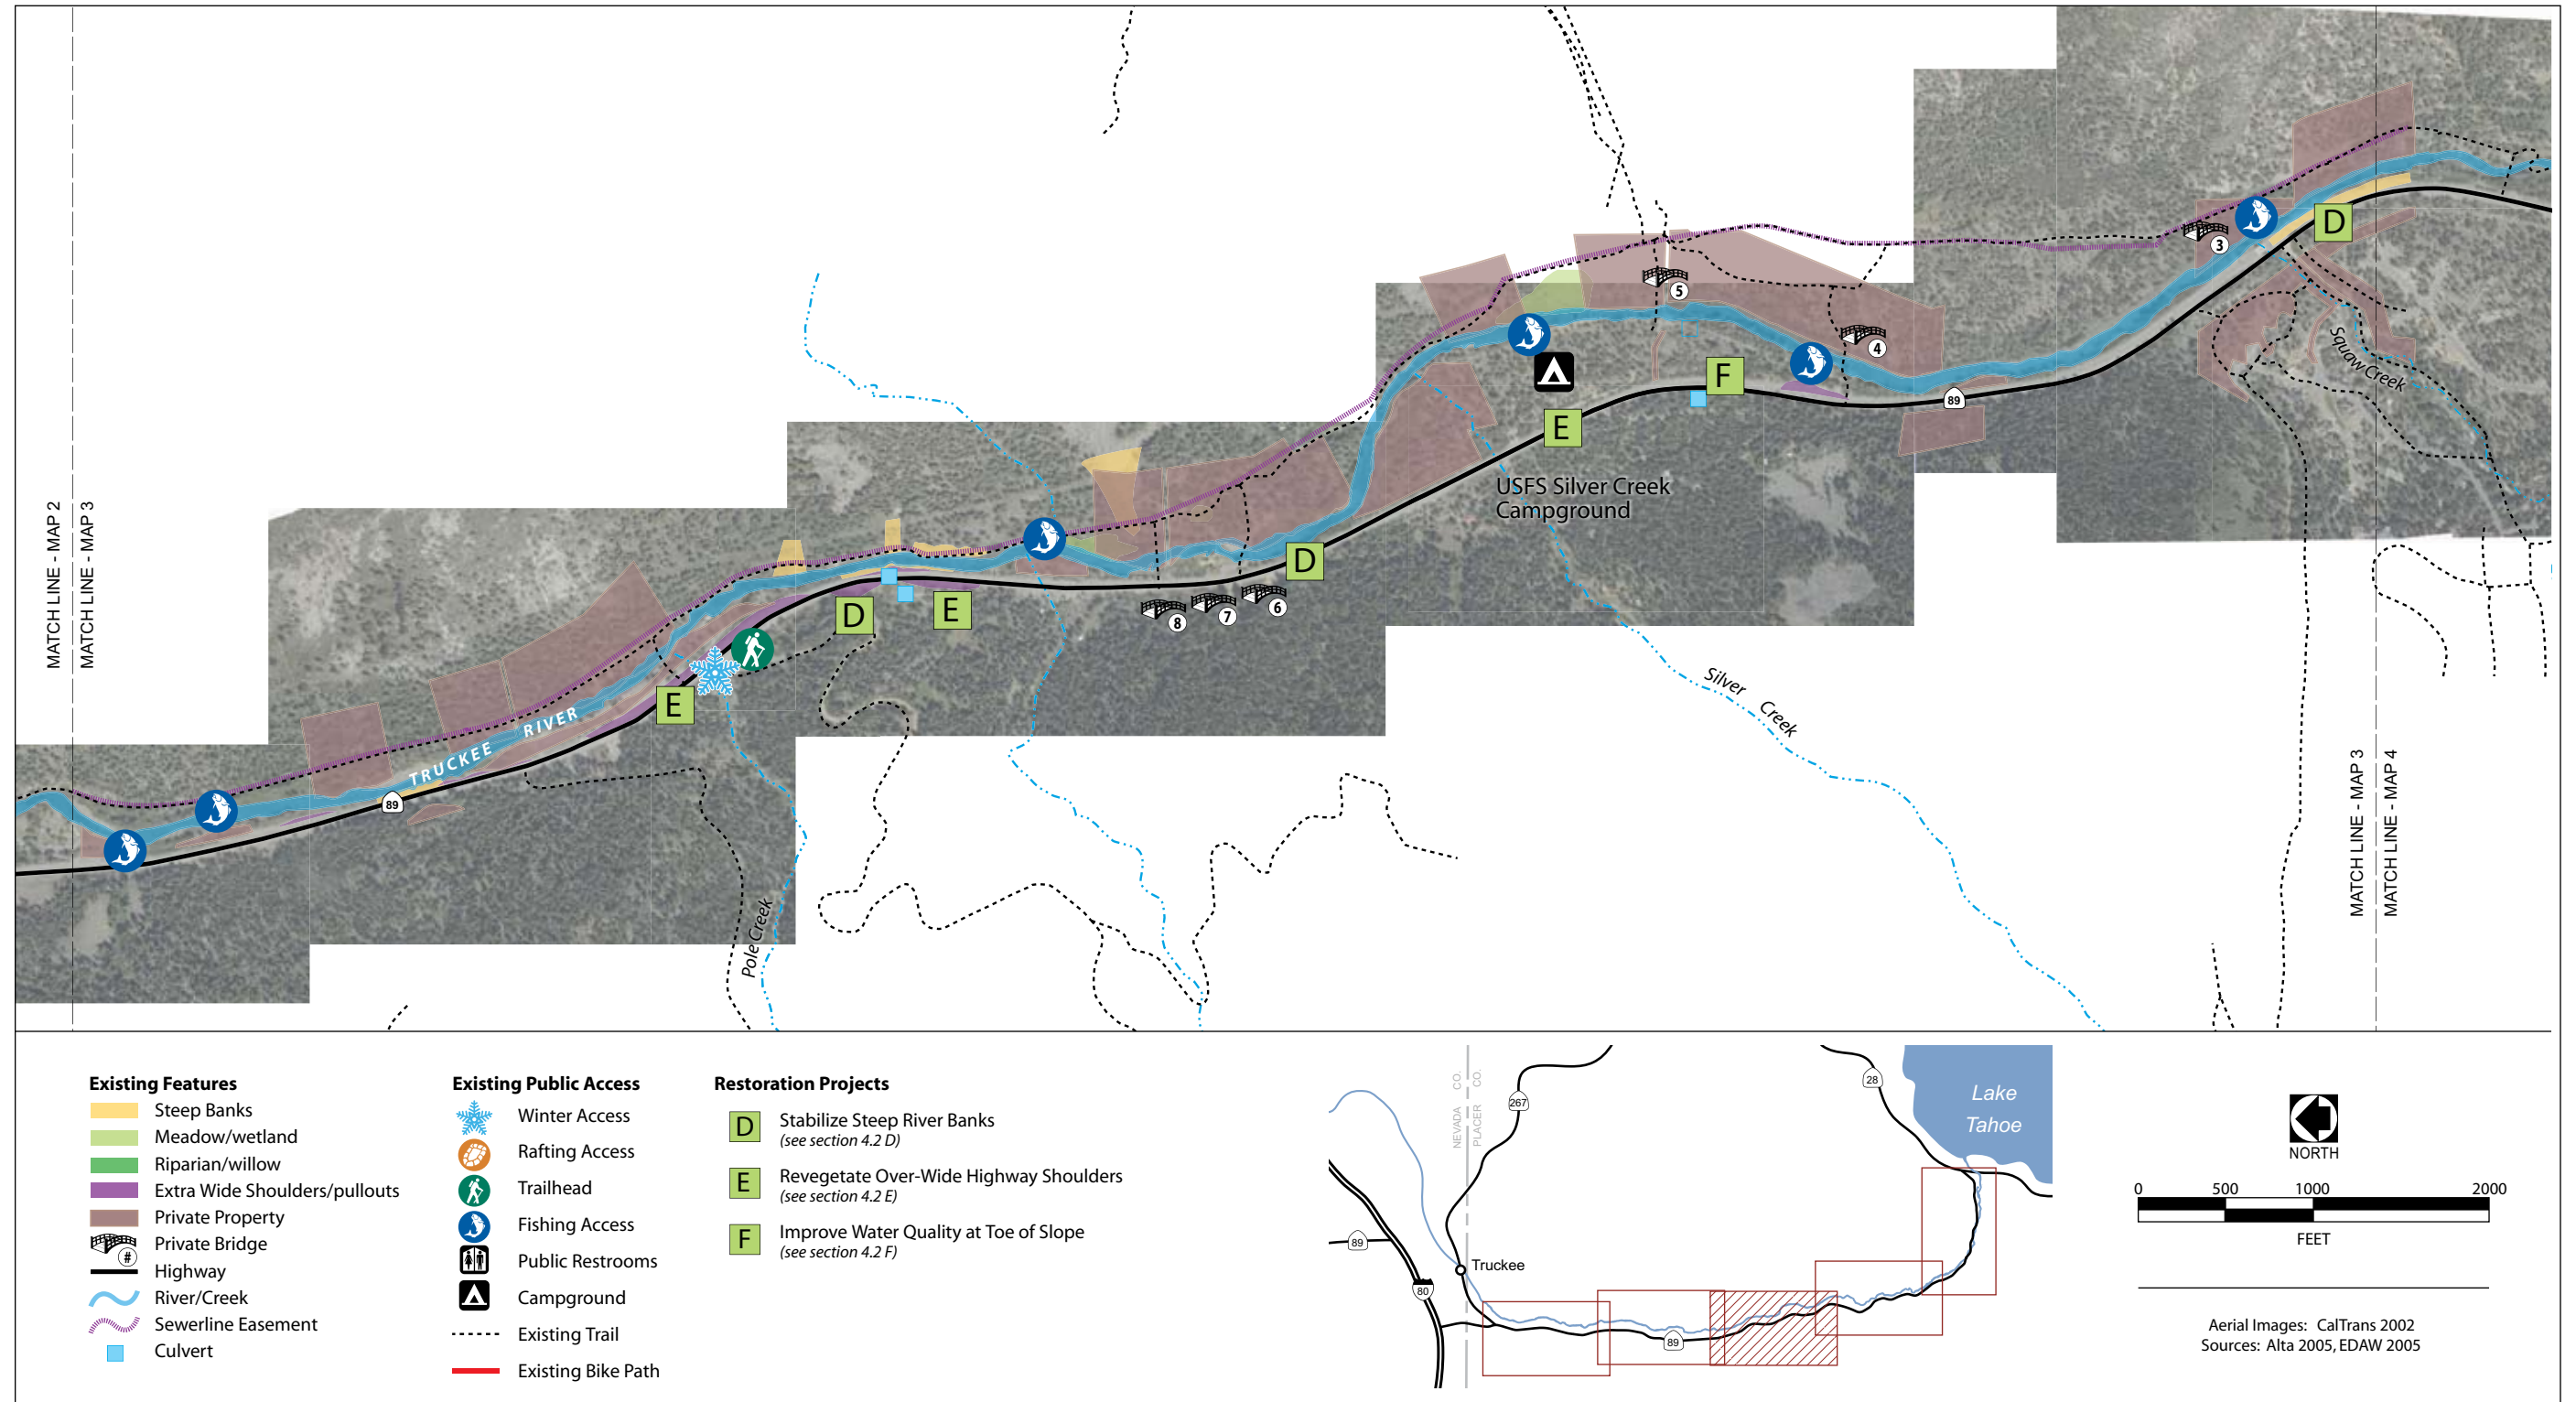 MATCH LINE - MAP 2
MATCH LINE - MAP 3
3
D
5
4
Squaw Creek
F
89
E
USFS Silver Creek
Campground
D
D
E
8
7
6
E
Silver
Creek
TRUCKEE RIVER
89
Pole Creek
MATCH LINE - MAP 3
MATCH LINE - MAP 4
Existing Features
Steep Banks
Meadow/wetland
Riparian/willow
Extra Wide Shoulders/pullouts
Private Property
#
Private Bridge
Highway
River/Creek
Sewerline Easement
Culvert
Existing Public Access
Winter Access
Rafting Access
Trailhead
Fishing Access
Public Restrooms
Campground
Existing Trail
Existing Bike Path
Restoration Projects
D
Stabilize Steep River Banks
(see section 4.2 D)
E
Revegetate Over-Wide Highway Shoulders
(see section 4.2 E)
F
Improve Water Quality at Toe of Slope
(see section 4.2 F)
NEVADA CO.
PLACER CO.
267
28
Lake
Tahoe
89
Truckee
80
89
NORTH
0 500 1000 2000
FEET
Aerial Images: CalTrans 2002
Sources: Alta 2005, EDAW 2005